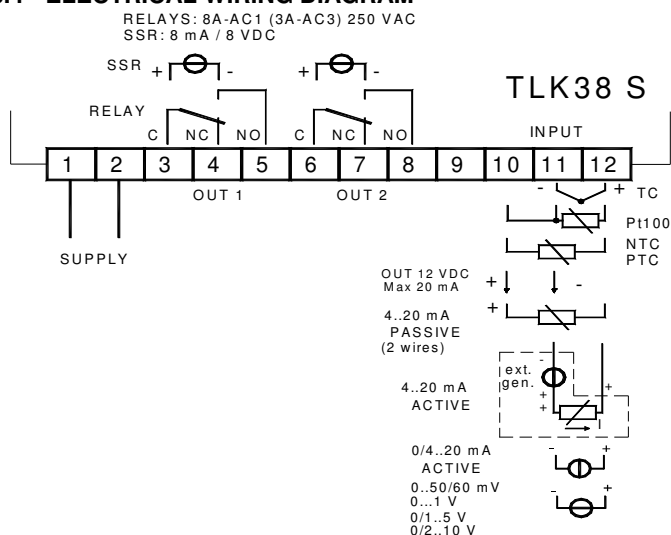 ELECTRICAL WIRING DIAGRAM
RELAYS: 8A-AC1 (3A-AC3) 250 VAC
SSR: 8 mA / 8 VDC
SSR + - + -
TLK38 S
RELAY
C NC NO C NC NO INPUT
1 2 3 4 5 6 7 8 9 10 11 12
OUT 1 OUT 2
- + TC
Pt100
SUPPLY
NTC
PTC
OUT 12 VDC
Max 20 mA
+ -
+
4..20 mA
PASSIVE
(2 wires)
-
ext.
gen.
+
+
+
4..20 mA
ACTIVE
I
0/4..20 mA
ACTIVE
- +
0..50/60 mV
0...1 V
0/1..5 V
0/2..10 V
- +